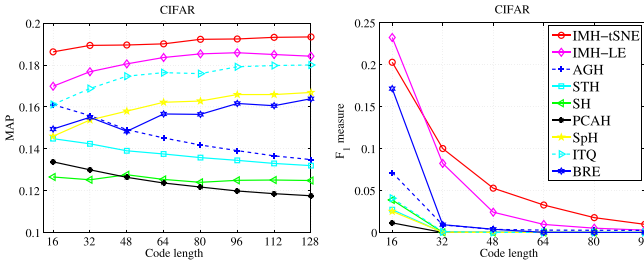 CIFAR
MAP
0.2
0.18
0.16
0.14
0.12
0.1
16 32 48 64 80 96 112 128
Code length
CIFAR
F1 measure
0.25
0.2
0.15
0.1
0.05
0
16 32 48 64 80 9
Code length
IMH−tSNE
IMH−LE
AGH
STH
SH
PCAH
SpH
ITQ
BRE